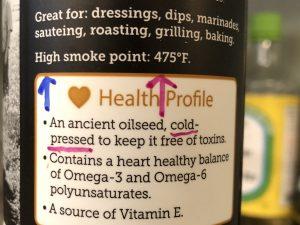 Great for: dressings, dips, marinades,
sauteing, roasting, grilling, baking.
High smoke point: 475°F.
Health Profile
• An ancient oilseed, cold-
pressed to keep it free of toxins.
• Contains a heart healthy balance
of Omega-3 and Omega-6
polyunsaturates.
• A source of Vitamin E.